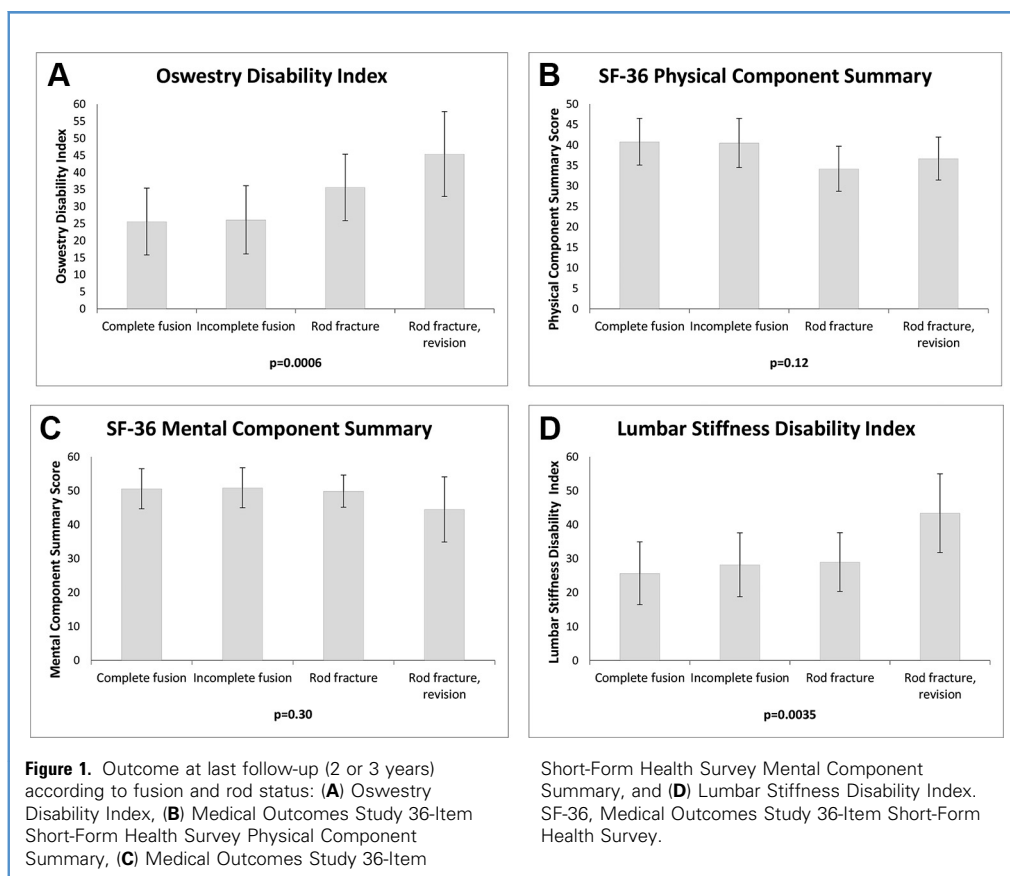 A
Oswestry Disability Index
Oswestry Disability Index
60
55
50
45
40
35
30
25
20
15
10
5
0
Complete fusion Incomplete fusion Rod fracture Rod fracture,
revision
p=0.0006
B
SF-36 Physical Component Summary
Physical Component Summary Score
50
45
40
35
30
25
20
15
10
5
0
Complete fusion Incomplete fusion Rod fracture Rod fracture,
revision
p=0.12
C
SF-36 Mental Component Summary
Mental Component Summary Score
60
50
40
30
20
10
0
Complete fusion Incomplete fusion Rod fracture Rod fracture,
revision
p=0.30
D
Lumbar Stiffness Disability Index
Lumbar Stiffness Disability Index
60
50
40
30
20
10
0
Complete fusion Incomplete fusion Rod fracture Rod fracture,
revision
p=0.0035
Figure 1. Outcome at last follow-up (2 or 3 years)
according to fusion and rod status: (A) Oswestry
Disability Index, (B) Medical Outcomes Study 36-Item
Short-Form Health Survey Physical Component
Summary, (C) Medical Outcomes Study 36-Item
Short-Form Health Survey Mental Component
Summary, and (D) Lumbar Stiffness Disability Index.
SF-36, Medical Outcomes Study 36-Item Short-Form
Health Survey.